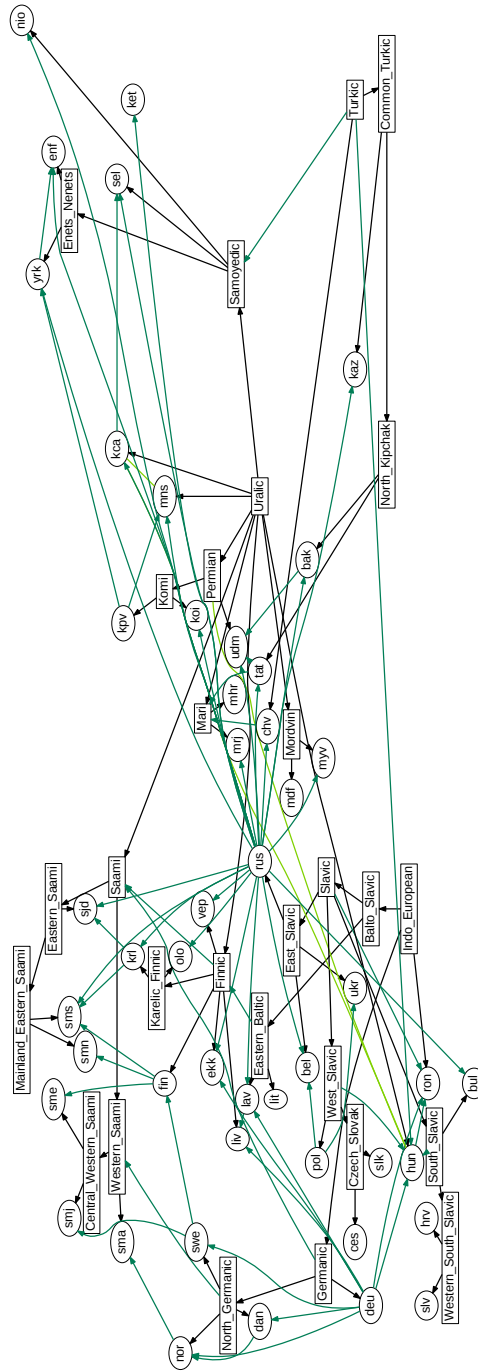 nio
ket
Common_Turkic
Turkic
enf
sel
Enets_Nenets
yrk
Samoyedic
kaz
kca
North_Kipchak
mns
Uralic
bak
Permian
Komi
koi
kpv
udm
tat
mhr
Mari
chv
mrj
Mordvin
myv
mdf
rus
Saami
Slavic
Eastern_Saami
sjd
vep
Balto_Slavic
Indo_European
East_Slavic
krl
olo
Karelic_Finnic
Finnic
ukr
Mainland_Eastern_Saami
sms
smn
Eastern_Baltic
ekk
bel
fin
lav
lit
West_Slavic
ron
bul
sme
liv
pol
Czech_Slovak
slk
hun
South_Slavic
Western_Saami
Central_Western_Saami
smj
sma
swe
ces
hrv
Western_South_Slavic
slv
Germanic
North_Germanic
dan
deu
nor